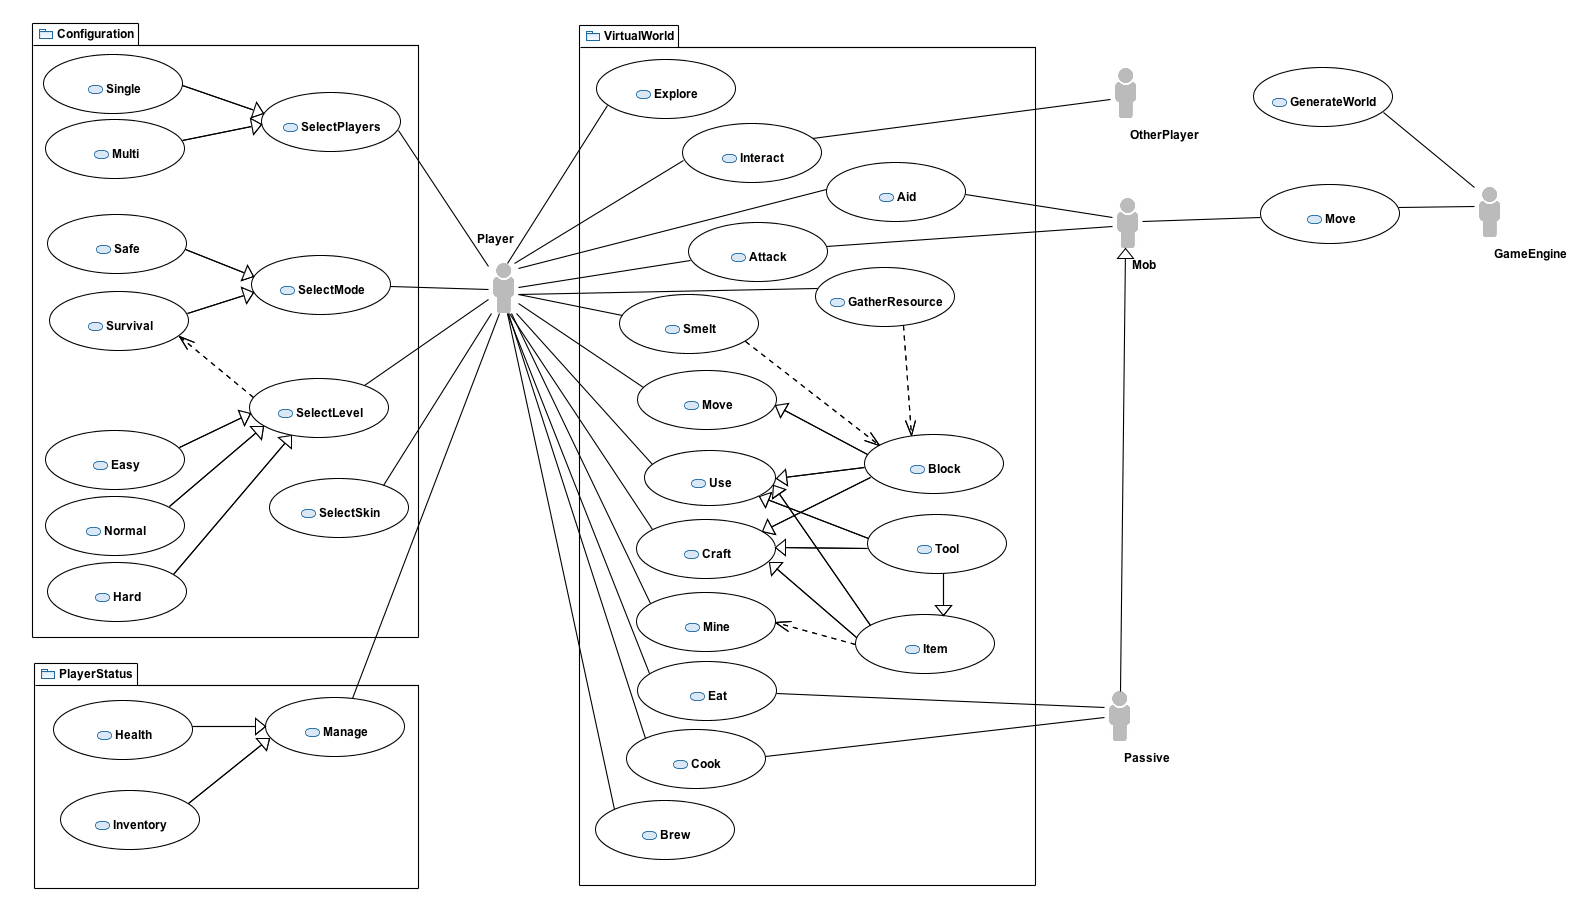 Configuration
Single
Multi
SelectPlayers
Safe
Survival
SelectMode
SelectLevel
Easy
Normal
Hard
SelectSkin
PlayerStatus
Health
Manage
Inventory
Player
VirtualWorld
Explore
Interact
Aid
Attack
GatherResource
Smelt
Move
Block
Use
Tool
Craft
Mine
Item
Eat
Cook
Brew
OtherPlayer
Mob
Passive
GenerateWorld
Move
GameEngine